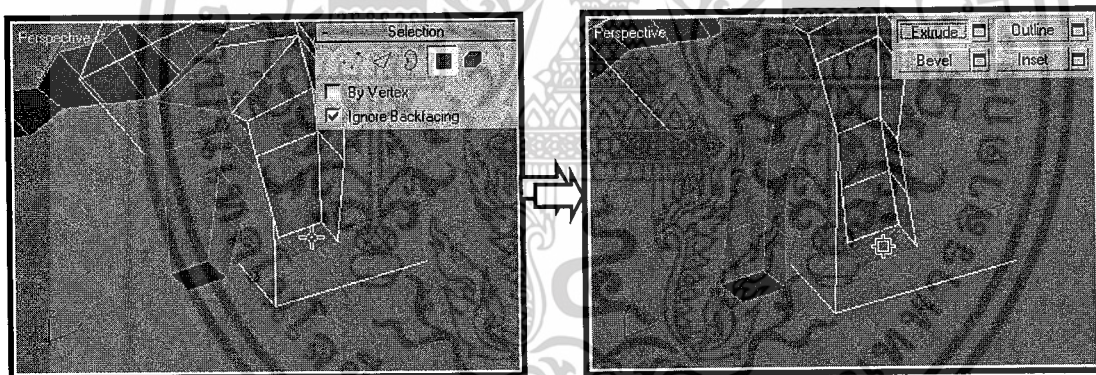 Perspective
Selection
By Vertex
Ignore Backfacing
Perspective
Extrude
Outline
Bevel
Inset